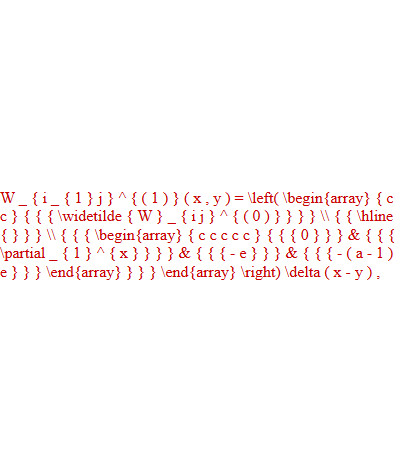 W _ { i _ { 1 } j } ^ { ( 1 ) } ( x , y ) = \left( \begin{array} { c
c } { { { \widetilde { W } _ { i j } ^ { ( 0 ) } } } } \\ { { \hline
{ } } } \\ { { { \begin{array} { c c c c c } { { { 0 } } } & { { {
\partial _ { 1 } ^ { x } } } } & { { { - e } } } & { { { - ( a - 1 )
e } } } \end{array} } } } \end{array} \right) \delta ( x - y ) ,